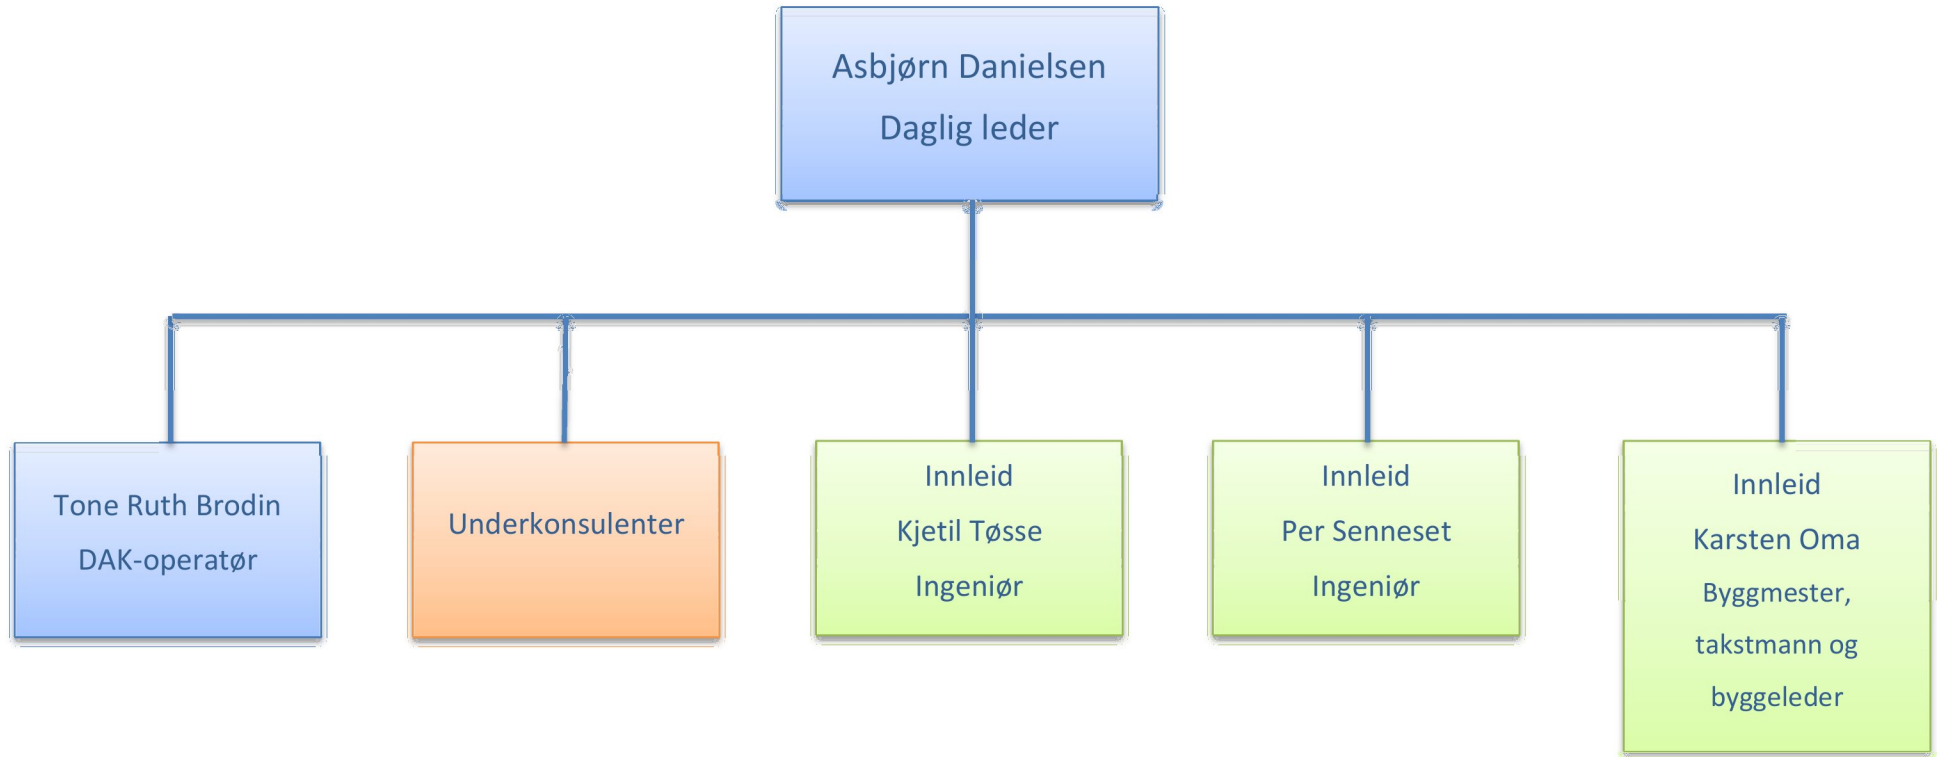 Asbjørn Danielsen
Daglig leder
Tone Ruth Brodin
DAK-operatør
Underkonsulenter
Innleid
Kjetil Tøsse
Ingeniør
Innleid
Per Senneset
Ingeniør
Innleid
Karsten Oma
Byggmester,
takstmann og
byggeleder